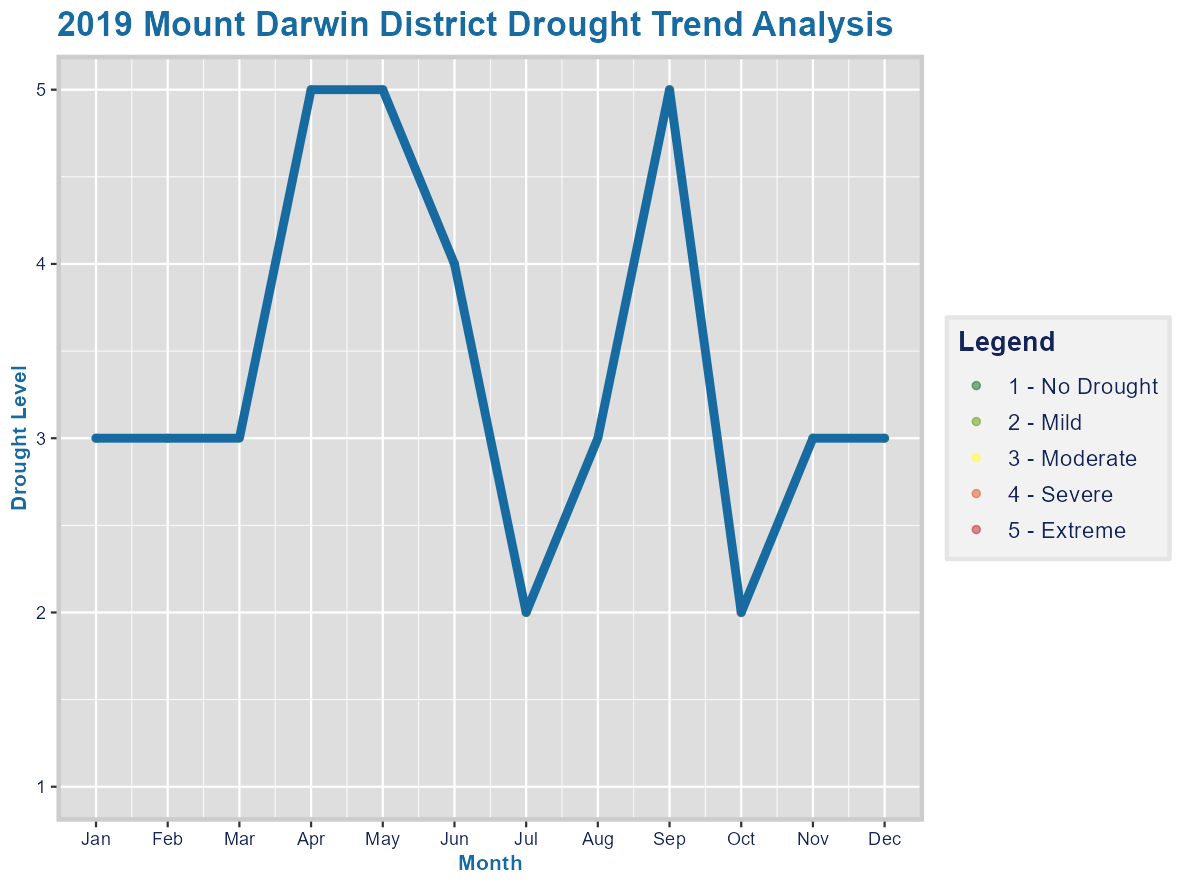 2019 Mount Darwin District Drought Trend Analysis
Drought Level
5
4
3
2
1
Jan Feb Mar Apr May Jun Jul Aug Sep Oct Nov Dec
Month
Legend
1 - No Drought
2 - Mild
3 - Moderate
4 - Severe
5 - Extreme